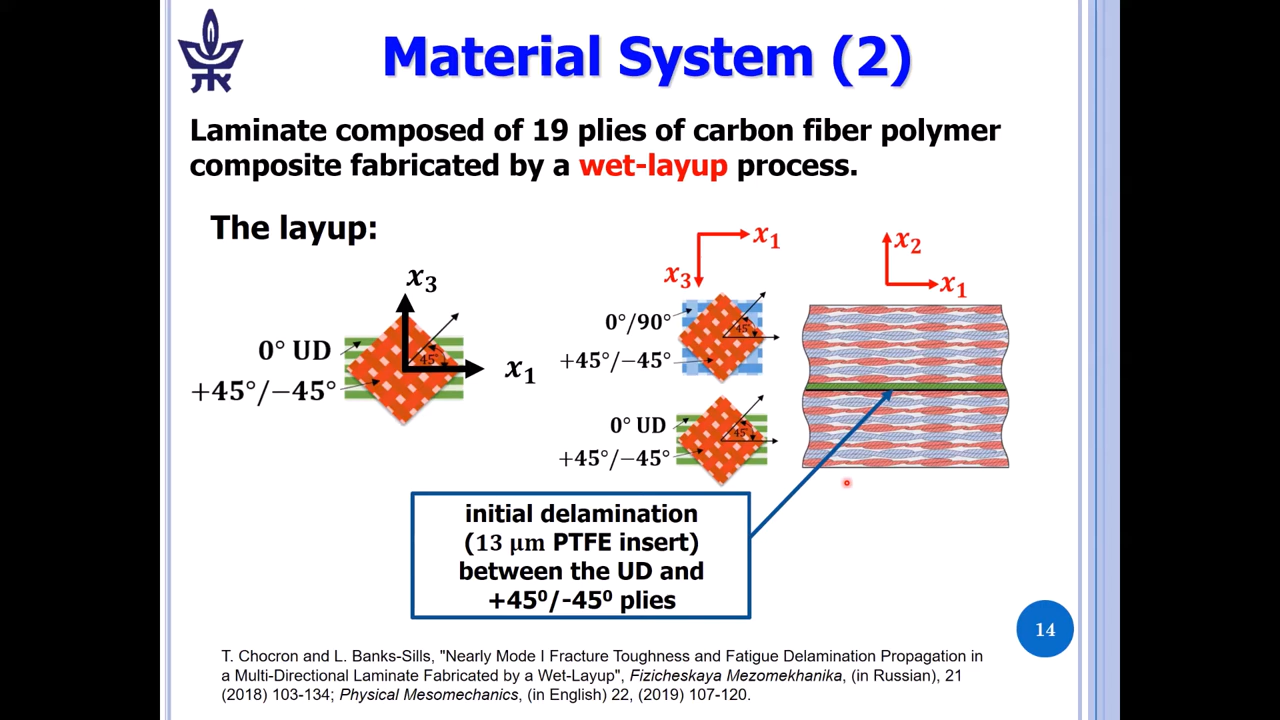 Material System (2)
Laminate composed of 19 plies of carbon fiber polymer
composite fabricated by a wet-layup process.
The layup:
x₃
45°
0° UD
+45°/−45°
x₁
x₁
x₃
0°/90°
45°
+45°/−45°
0° UD
45°
+45°/−45°
x₂
x₁
initial delamination
(13 μm PTFE insert)
between the UD and
+45⁰/-45⁰ plies
14
T. Chocron and L. Banks-Sills, "Nearly Mode I Fracture Toughness and Fatigue Delamination Propagation in
a Multi-Directional Laminate Fabricated by a Wet-Layup", Fizicheskaya Mezomekhanika, (in Russian), 21
(2018) 103-134; Physical Mesomechanics, (in English) 22, (2019) 107-120.